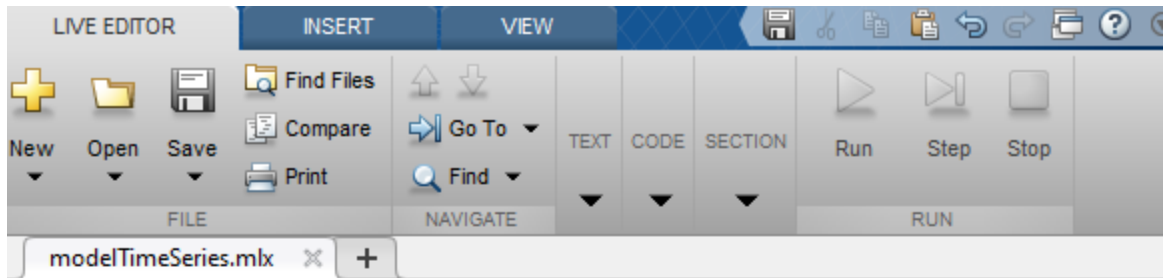 LIVE EDITOR INSERT VIEW
Find Files
Compare
Print
New Open Save
FILE
Go To
Find
NAVIGATE
TEXT CODE SECTION
Run Step Stop
RUN
modelTimeSeries.mlx